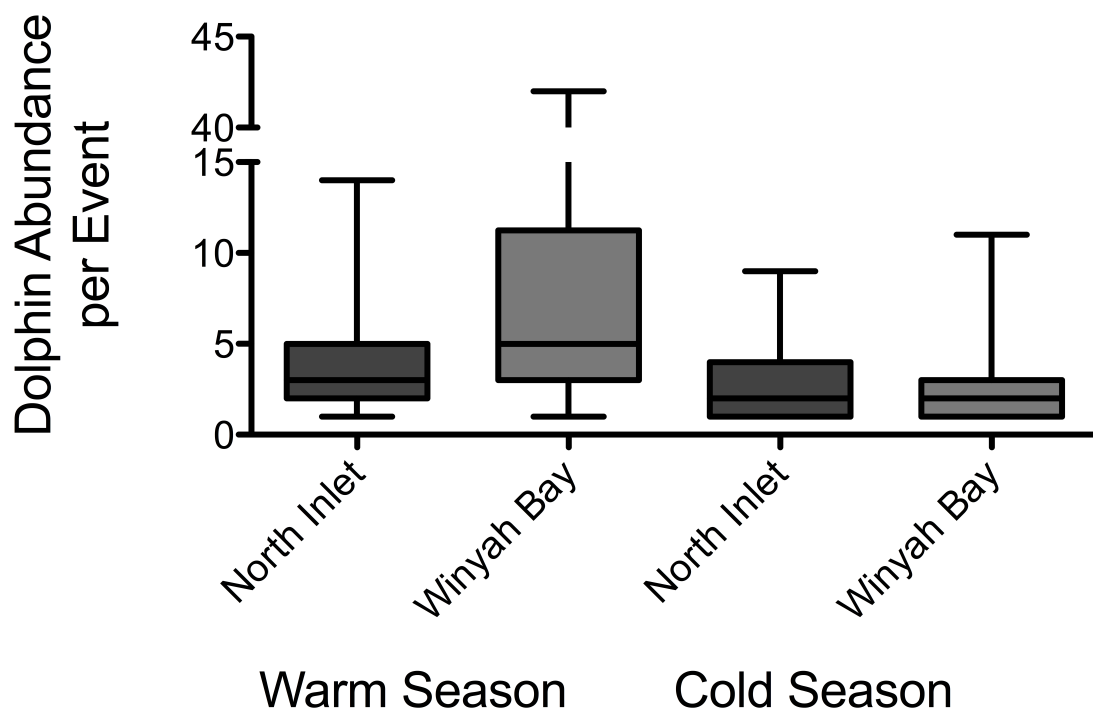 Dolphin Abundance
per Event
45
40
15
10
5
0
North Inlet
Winyah Bay
North Inlet
Winyah Bay
Warm Season
Cold Season